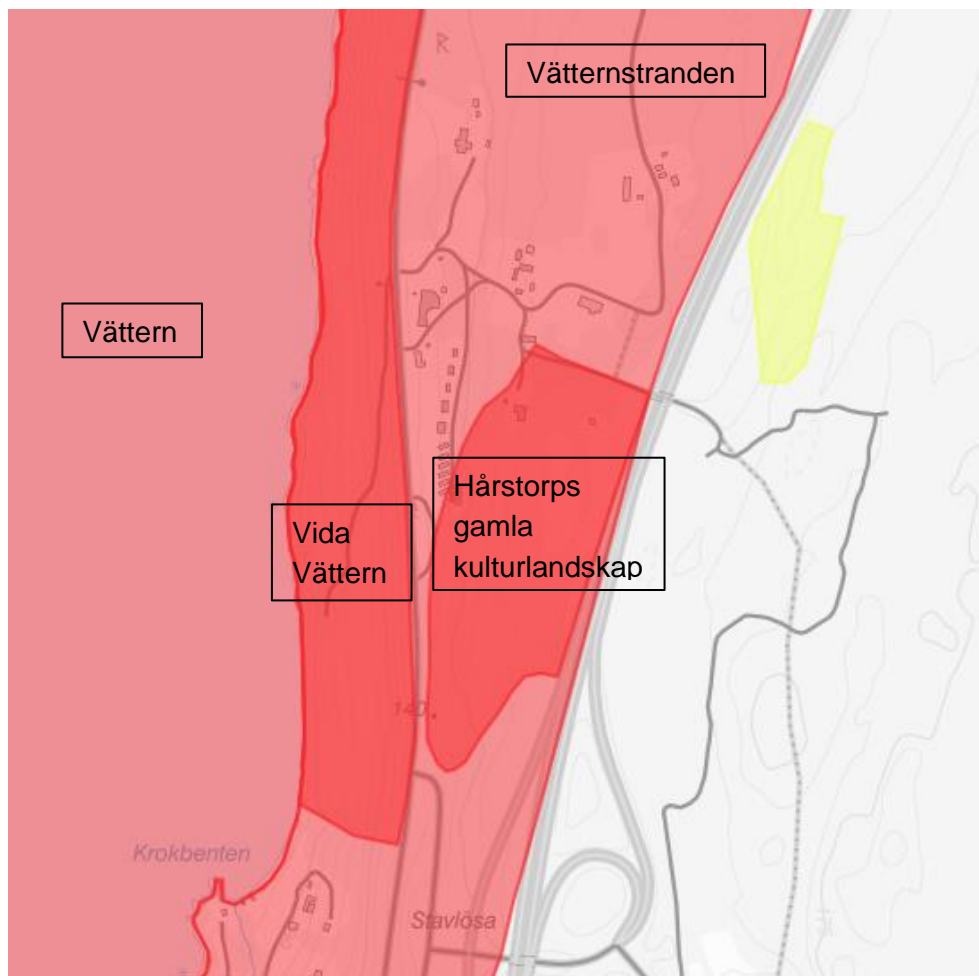 Vätternstranden
Vättern
Hårstorps
gamla
kulturlandskap
Vida
Vättern
140
Krokbenten
Stavlösa